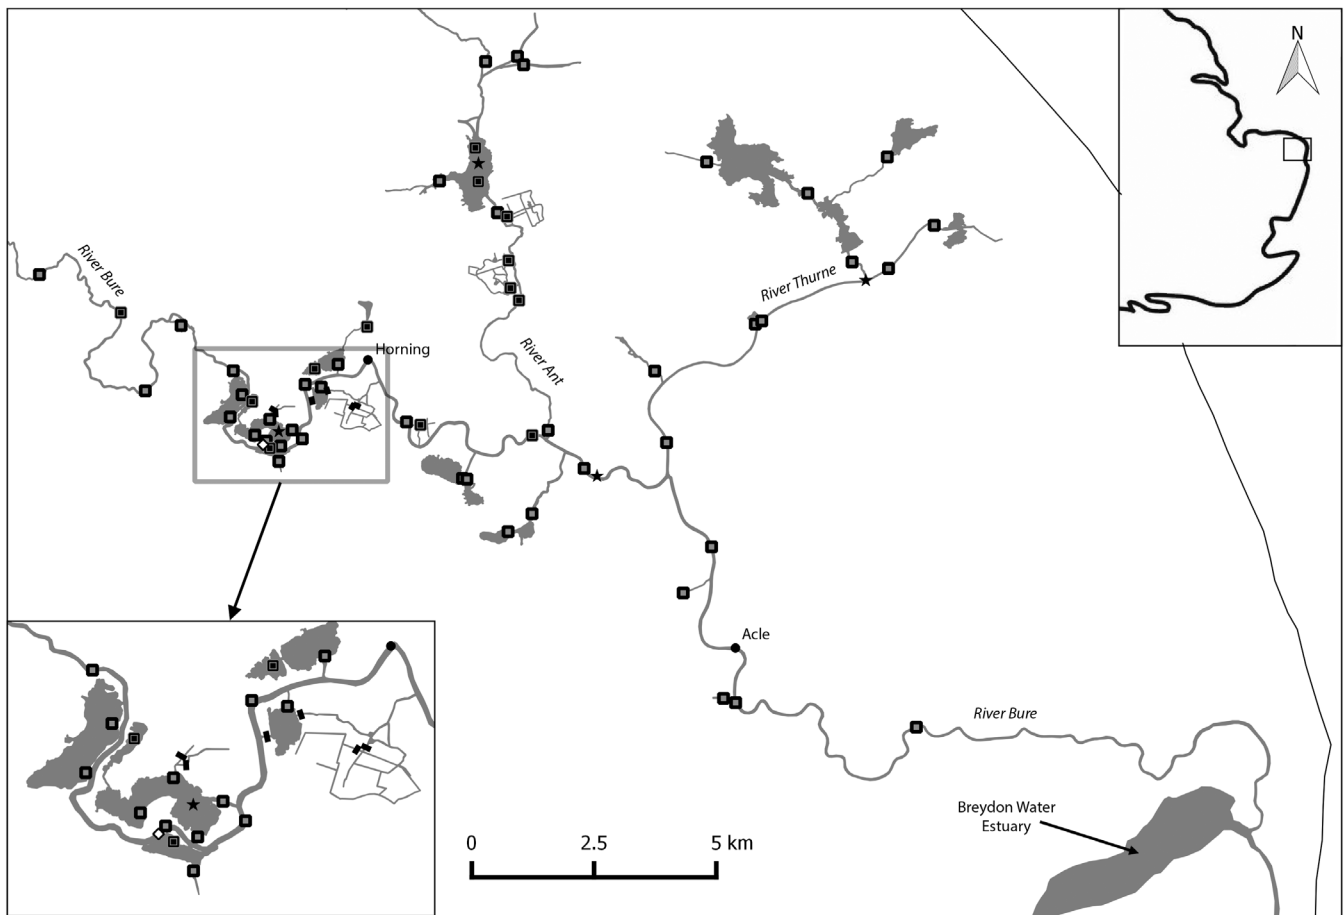 N
River Bure
River Thurne
Horning
River Ant
Acle
River Bure
Breydon Water
Estuary
0
2.5
5 km